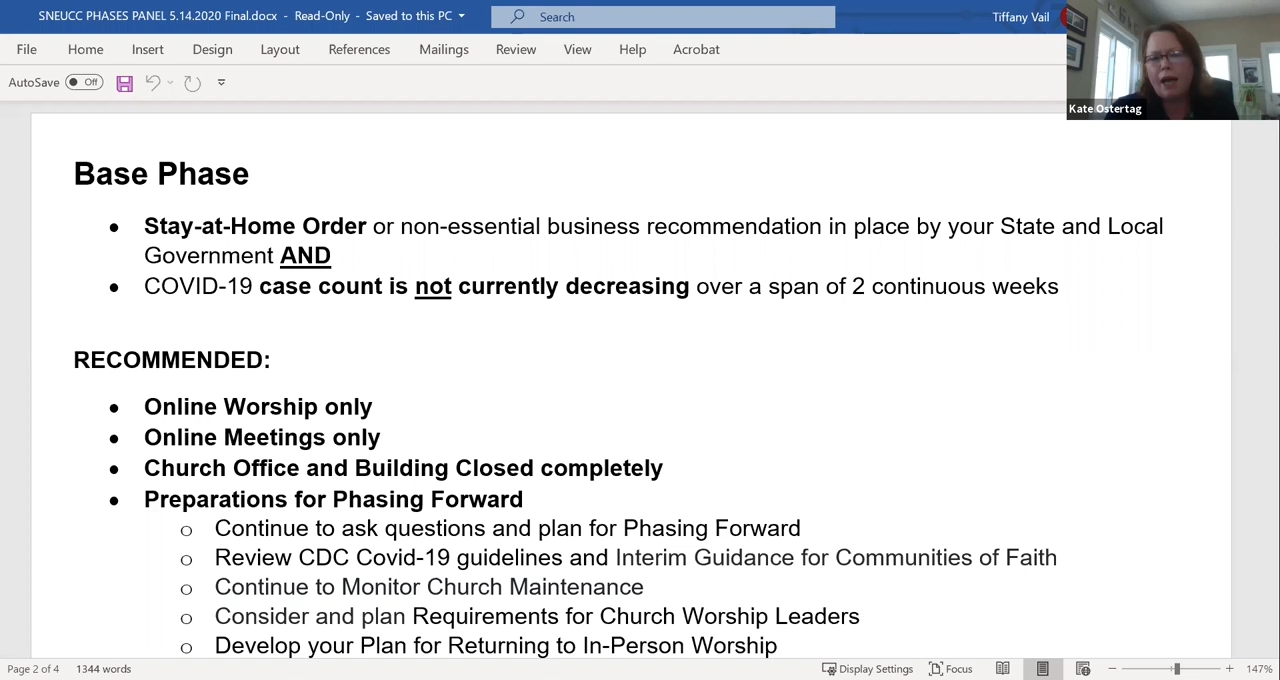 SNEUCC PHASES PANEL 5.14.2020 Final.docx - Read-Only - Saved to this PC
Search
Tiffany Vail
File Home Insert Design Layout References Mailings Review View Help Acrobat
AutoSave Off
Kate Ostertag
Base Phase
• Stay-at-Home Order or non-essential business recommendation in place by your State and Local
Government AND
• COVID-19 case count is not currently decreasing over a span of 2 continuous weeks
RECOMMENDED:
• Online Worship only
• Online Meetings only
• Church Office and Building Closed completely
• Preparations for Phasing Forward
o Continue to ask questions and plan for Phasing Forward
o Review CDC Covid-19 guidelines and Interim Guidance for Communities of Faith
o Continue to Monitor Church Maintenance
o Consider and plan Requirements for Church Worship Leaders
o Develop your Plan for Returning to In-Person Worship
Page 2 of 4 1344 words Display Settings Focus 147%